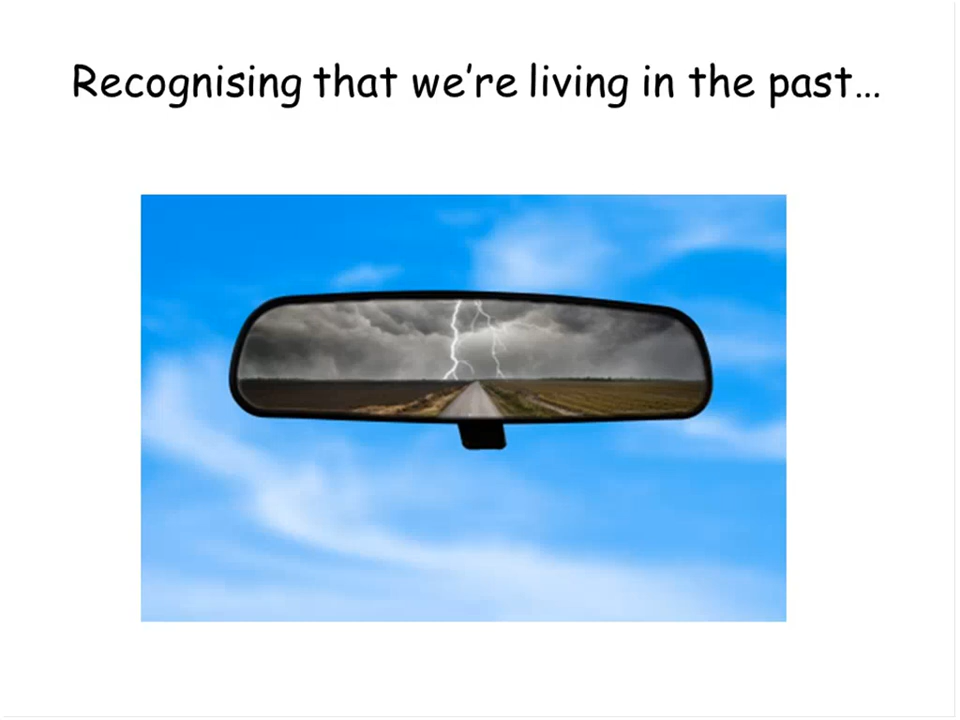 Recognising that we’re living in the past…